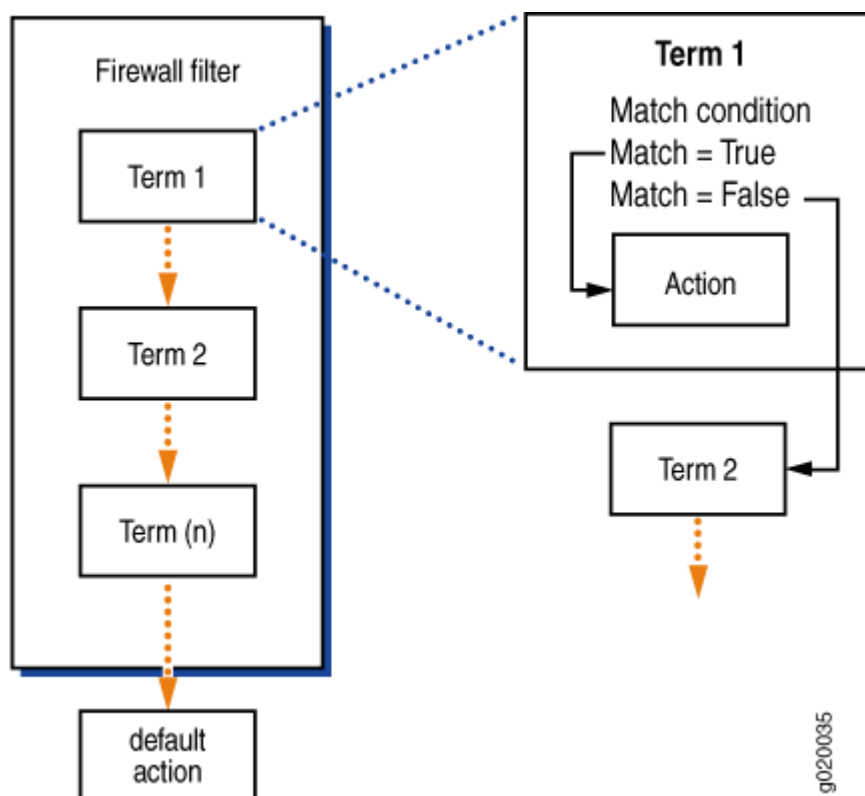 Firewall filter
Term 1
Term 2
Term (n)
default
action
Term 1
Match condition
Match = True
Match = False
Action
Term 2
g020035